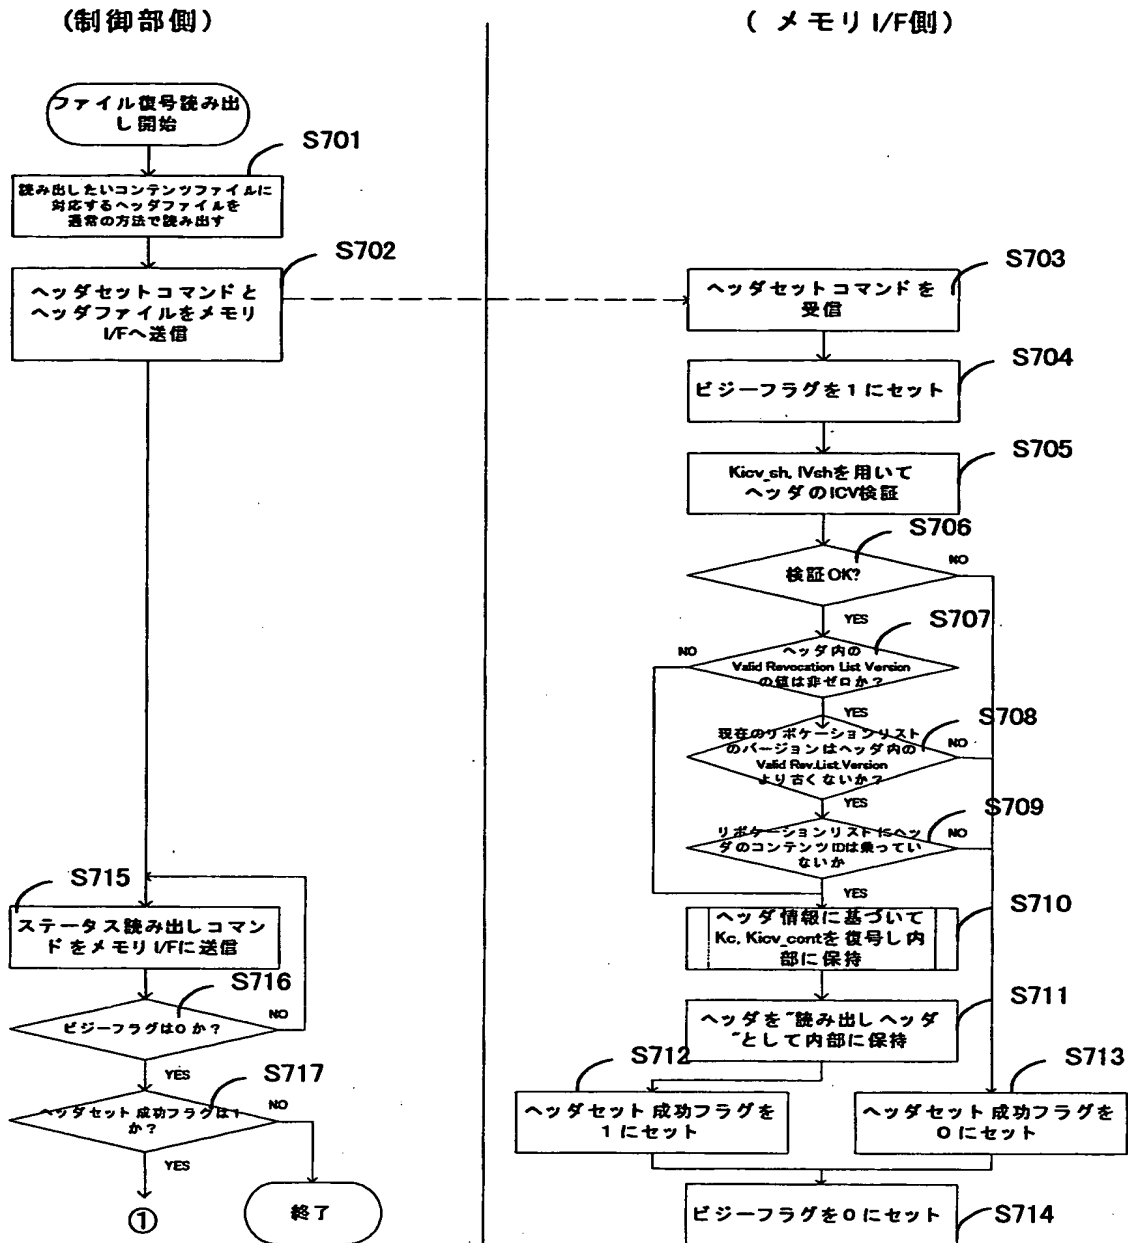 (制御部側)
(メモリI/F側)
ファイル復号読み出
し開始
S701
読み出したいコンテンツファイルに
対応するヘッダファイルを
通常の方法で読み出す
S702
ヘッダセットコマンドと
ヘッダファイルをメモリ
I/Fへ送信
S703
ヘッダセットコマンドを
受信
S704
ビジーフラグを1にセット
S705
Kicv_sh, IVshを用いて
ヘッダのICV検証
S706
検証OK?
NO
YES
S707
ヘッダ内の
Valid Revocation List Version
の値は非ゼロか?
NO
YES
S708
現在のリボケーションリスト
のバージョンはヘッダ内の
Valid Rev.List.Version
より古くないか?
NO
YES
S709
リボケーションリストにヘッ
ダのコンテンツIDは乗ってい
ないか
NO
YES
S710
ヘッダ情報に基づいて
Kc, Kicv_contを復号し内
部に保持
S711
ヘッダを"読み出しヘッダ
"として内部に保持
S712
ヘッダセット成功フラグを
1にセット
S713
ヘッダセット成功フラグを
0にセット
S714
ビジーフラグを0にセット
S715
ステータス読み出しコマン
ドをメモリI/Fに送信
S716
ビジーフラグは0か?
NO
YES
S717
ヘッダセット成功フラグは1
か?
NO
YES
①
終了